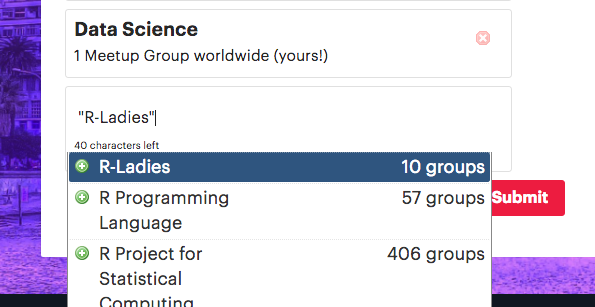 Data Science
1 Meetup Group worldwide (yours!)
"R-Ladies"
40 characters left
R-Ladies 10 groups
R Programming Language 57 groups
R Project for Statistical Computing 406 groups
Submit